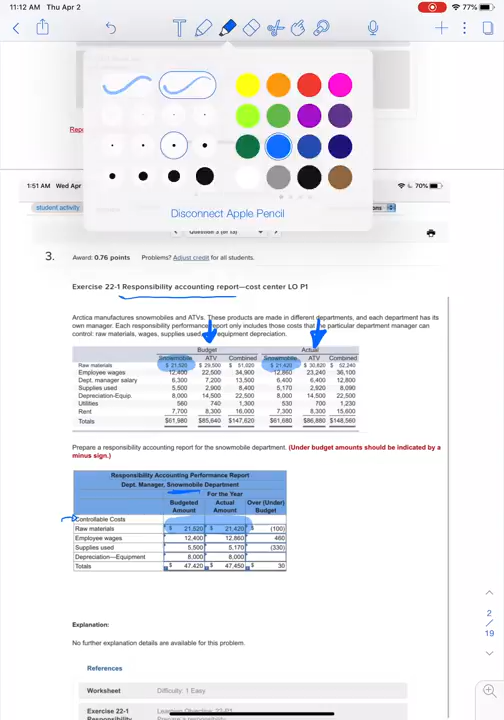 11:12 AM Thu Apr 2
77%
Disconnect Apple Pencil
1:51 AM Wed Apr
70%
student activity
3.
Award: 0.76 points Problems? Adjust credit for all students.
Exercise 22-1 Responsibility accounting report—cost center LO P1
Arctica manufactures snowmobiles and ATVs. These products are made in different departments, and each department has its
own manager. Each responsibility performance report only includes those costs that the particular department manager can
control: raw materials, wages, supplies used, equipment depreciation.
Budget Actual
Snowmobile ATV Combined Snowmobile ATV Combined
Raw materials $ 21,520 $ 29,500 $ 51,020 $ 21,420 $ 30,820 $ 52,240
Employee wages 12,400 22,500 34,900 12,860 23,240 36,100
Dept. manager salary 6,300 7,200 13,500 6,400 6,400 12,800
Supplies used 5,500 2,900 8,400 5,170 2,920 8,090
Depreciation-Equip. 8,000 14,500 22,500 8,000 14,500 22,500
Utilities 560 740 1,300 530 700 1,230
Rent 7,700 8,300 16,000 7,300 8,300 15,600
Totals $61,980 $85,640 $147,620 $61,680 $86,880 $148,560
Prepare a responsibility accounting report for the snowmobile department. (Under budget amounts should be indicated by a
minus sign.)
Responsibility Accounting Performance Report
Dept. Manager, Snowmobile Department
For the Year
Budgeted Amount Actual Amount Over (Under) Budget
Controllable Costs
Raw materials $ 21,520 $ 21,420 $ (100)
Employee wages 12,400 12,860 460
Supplies used 5,500 5,170 (330)
Depreciation—Equipment 8,000 8,000
Totals $ 47,420 $ 47,450 $ 30
Explanation:
No further explanation details are available for this problem.
References
Worksheet Difficulty: 1 Easy
Exercise 22-1
2
/
19